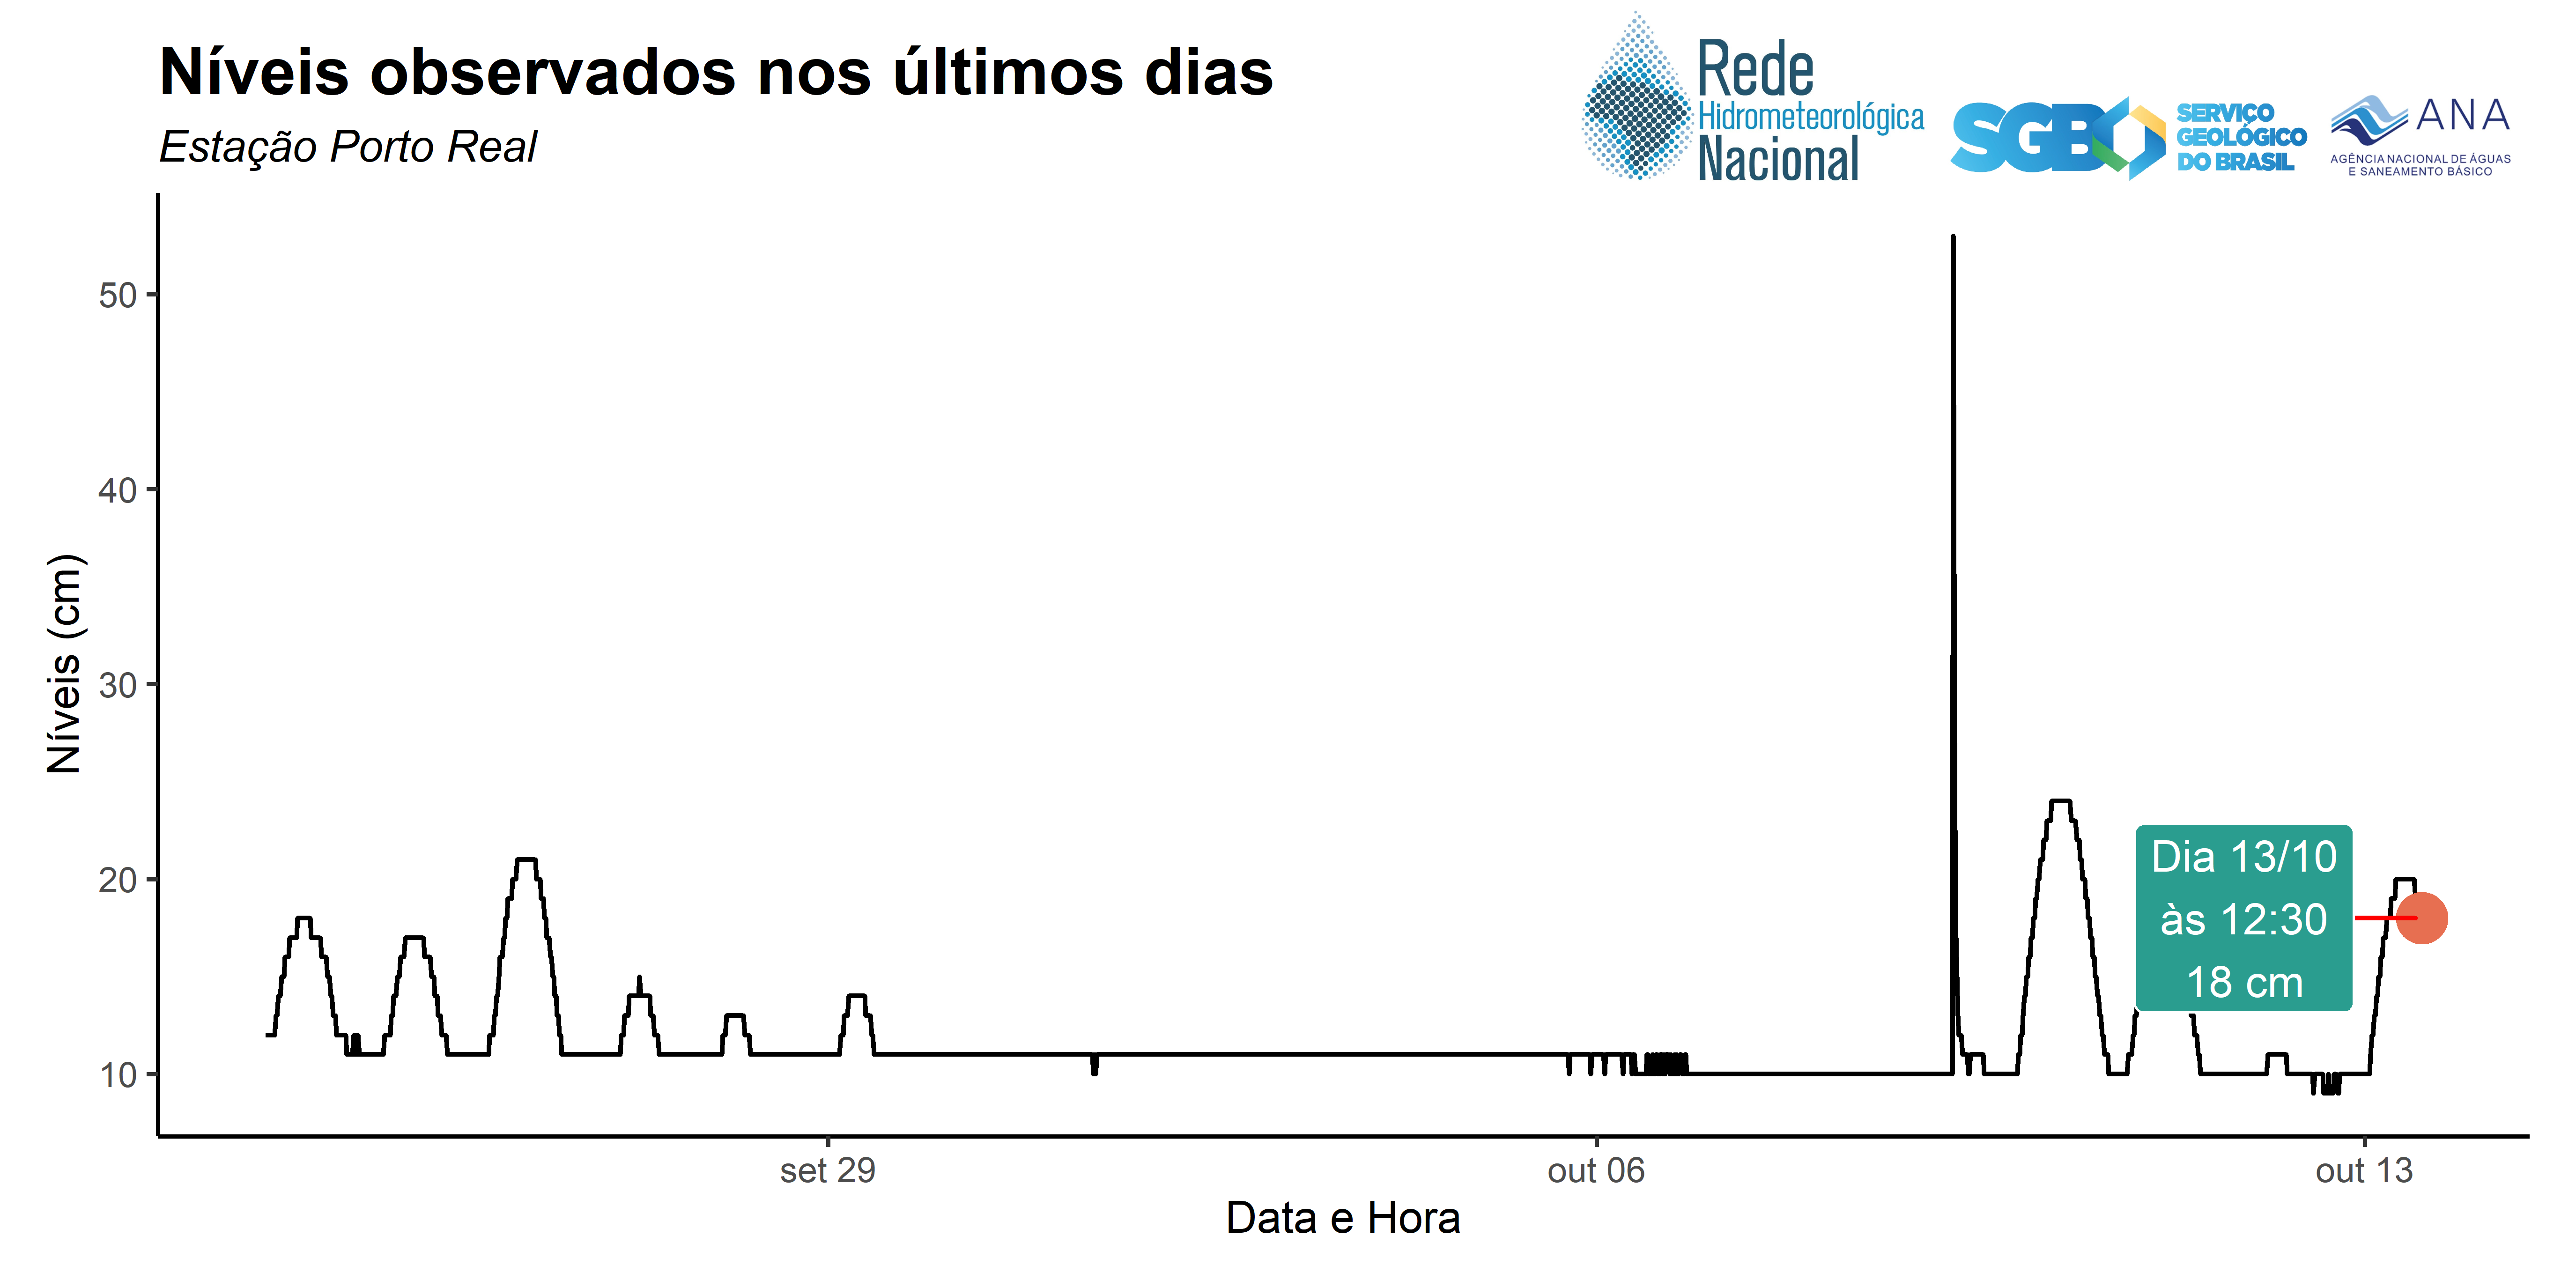 Níveis observados nos últimos dias
Estação Porto Real
Rede
Hidrometeorológica
Nacional
SGB
SERVIÇO
GEOLÓGICO
DO BRASIL
ANA
AGÊNCIA NACIONAL DE ÁGUAS
E SANEAMENTO BÁSICO
Níveis (cm)
50
40
30
20
10
Dia 13/10
às 12:30
18 cm
set 29
out 06
out 13
Data e Hora